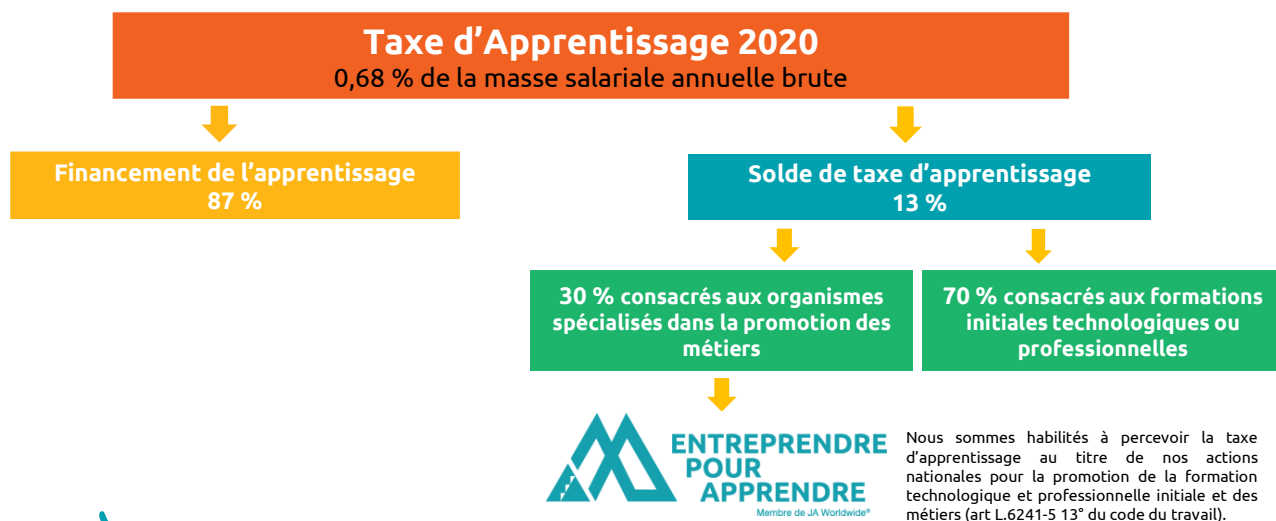 Taxe d'Apprentissage 2020
0,68 % de la masse salariale annuelle brute
Financement de l'apprentissage
87 %
Solde de taxe d'apprentissage
13 %
30 % consacrés aux organismes
spécialisés dans la promotion des
métiers
70 % consacrés aux formations
initiales technologiques ou
professionnelles
ENTREPRENDRE
POUR
APPRENDRE
Membre de JA Worldwide®
Nous sommes habilités à percevoir la taxe
d'apprentissage au titre de nos actions
nationales pour la promotion de la formation
technologique et professionnelle initiale et des
métiers (art L.6241-5 13° du code du travail).